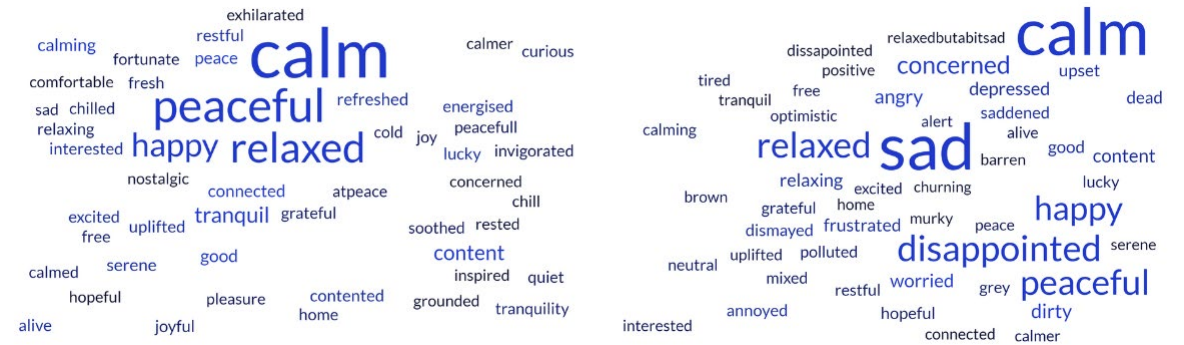 exhilarated
calming
restful
calm
calmer
curious
fortunate
peace
comfortable
fresh
sad
chilled
peaceful
refreshed
energised
relaxing
cold
joy
peacefull
interested
happy
relaxed
lucky
invigorated
nostalgic
connected
atpeace
concerned
chill
excited
uplifted
tranquil
grateful
free
soothed
rested
serene
good
content
calmed
inspired
quiet
hopeful
pleasure
contented
grounded
tranquility
home
alive
joyful
relaxedbutabitsad
calm
dissapointed
positive
concerned
upset
tired
free
angry
depressed
dead
tranquil
optimistic
saddened
calming
alert
alive
relaxed
sad
barren
good
content
relaxing
excited
churning
lucky
brown
grateful
home
happy
dismayed
frustrated
murky
peace
neutral
uplifted
polluted
disappointed
serene
mixed
restful
worried
grey
peaceful
annoyed
hopeful
dirty
interested
connected
calmer